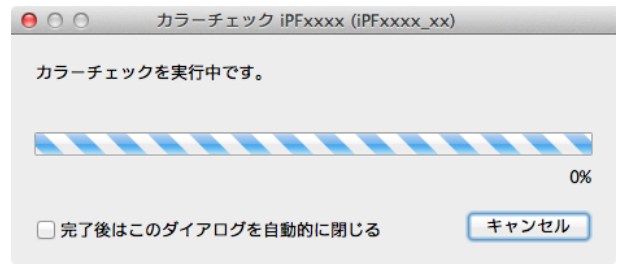 カラーチェック iPFxxxx (iPFxxxx_xx)
カラーチェックを実行中です。
0%
完了後はこのダイアログを自動的に閉じる
キャンセル